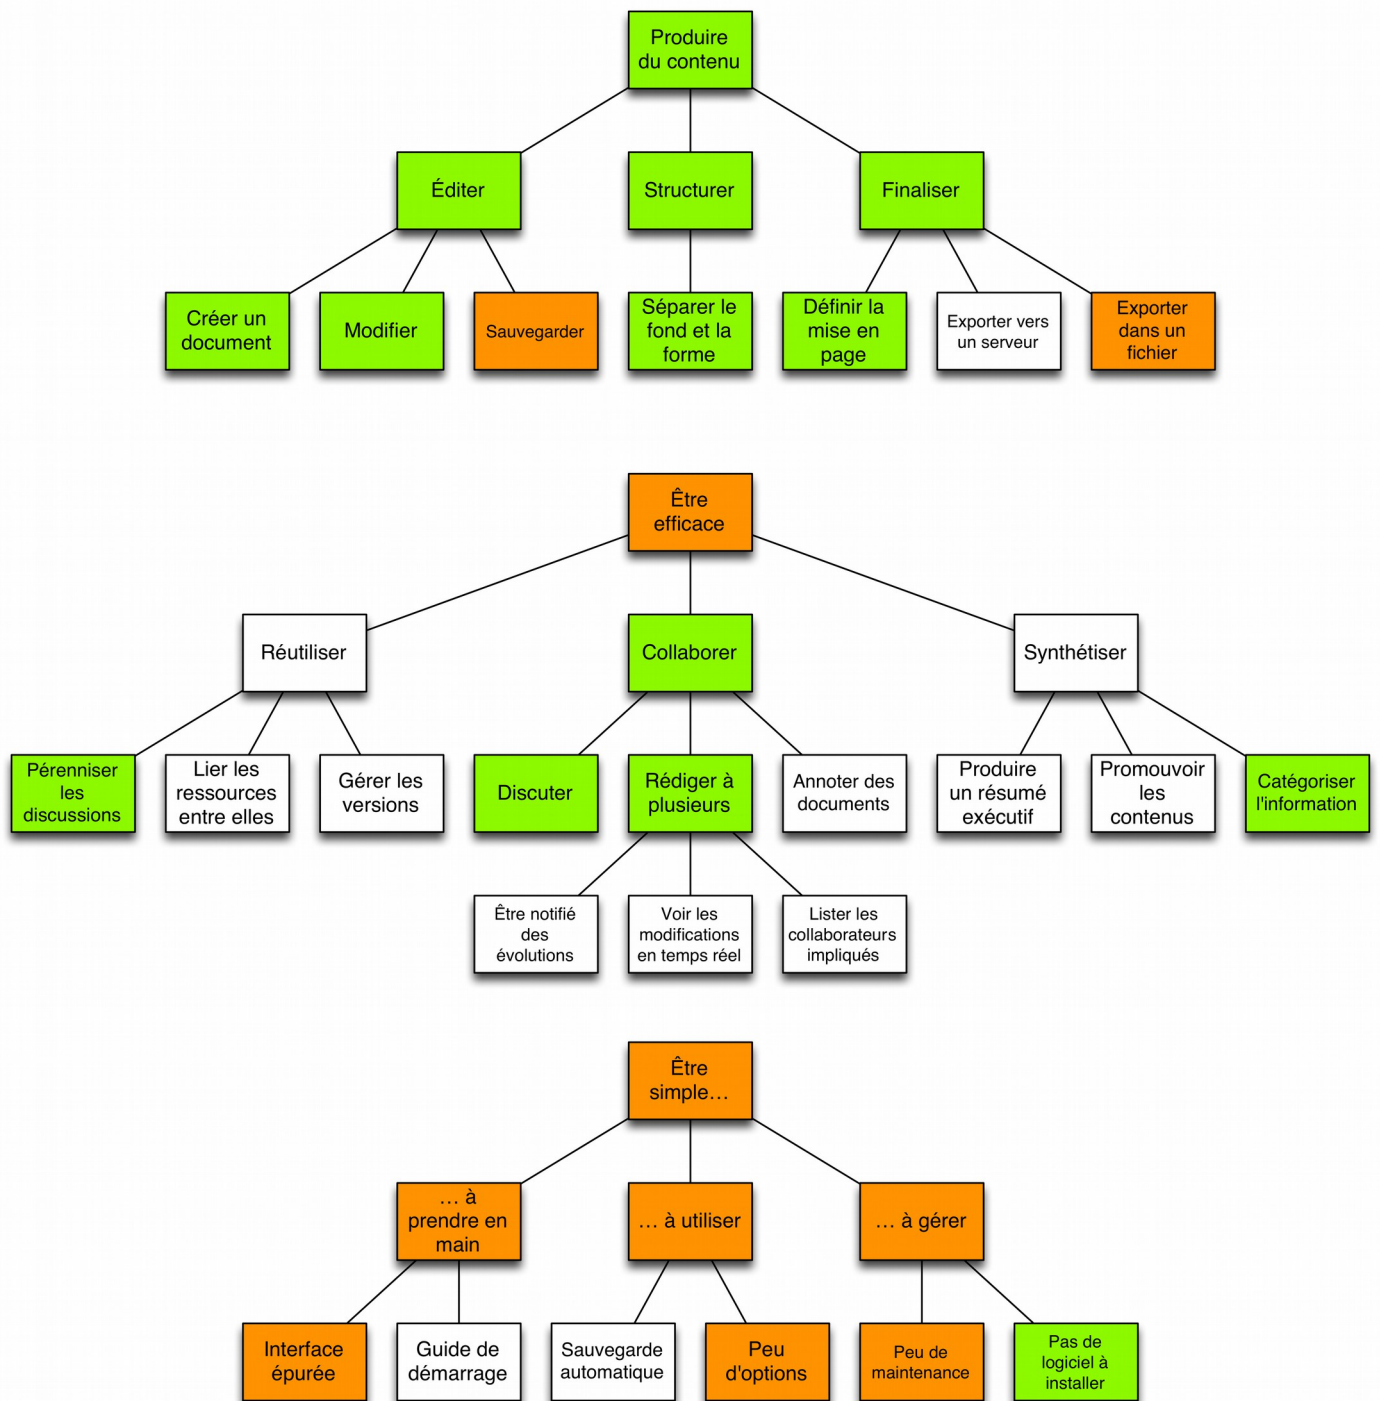 Produire
du contenu
Éditer
Structurer
Finaliser
Créer un
document
Modifier
Sauvegarder
Séparer le
fond et la
forme
Définir la
mise en
page
Exporter vers
un serveur
Exporter
dans un
fichier
Être
efficace
Réutiliser
Collaborer
Synthétiser
Pérenniser
les
discussions
Lier les
ressources
entre elles
Gérer les
versions
Discuter
Rédiger à
plusieurs
Annoter des
documents
Produire
un résumé
exécutif
Promouvoir
les
contenus
Catégoriser
l'information
Être notifié
des
évolutions
Voir les
modifications
en temps réel
Lister les
collaborateurs
impliqués
Être
simple…
… à
prendre en
main
… à utiliser
… à gérer
Interface
épurée
Guide de
démarrage
Sauvegarde
automatique
Peu
d'options
Peu de
maintenance
Pas de
logiciel à
installer